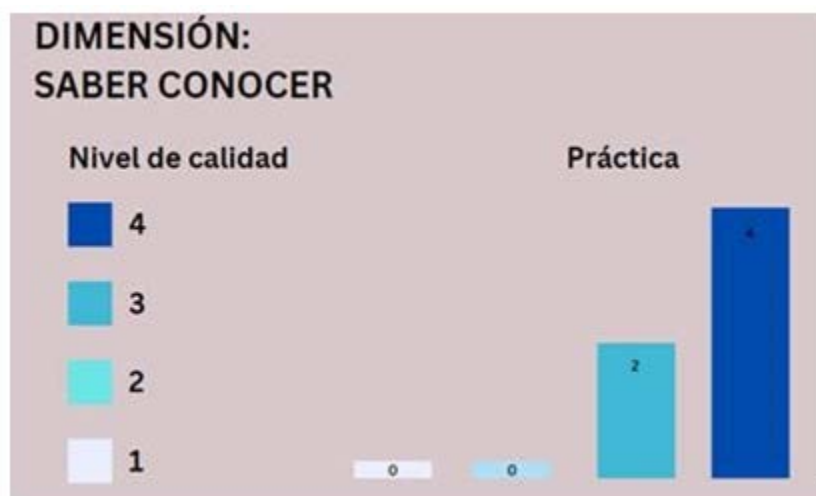 DIMENSIÓN:
SABER CONOCER
Nivel de calidad
Práctica
4
3
2
1
0
0
2
4